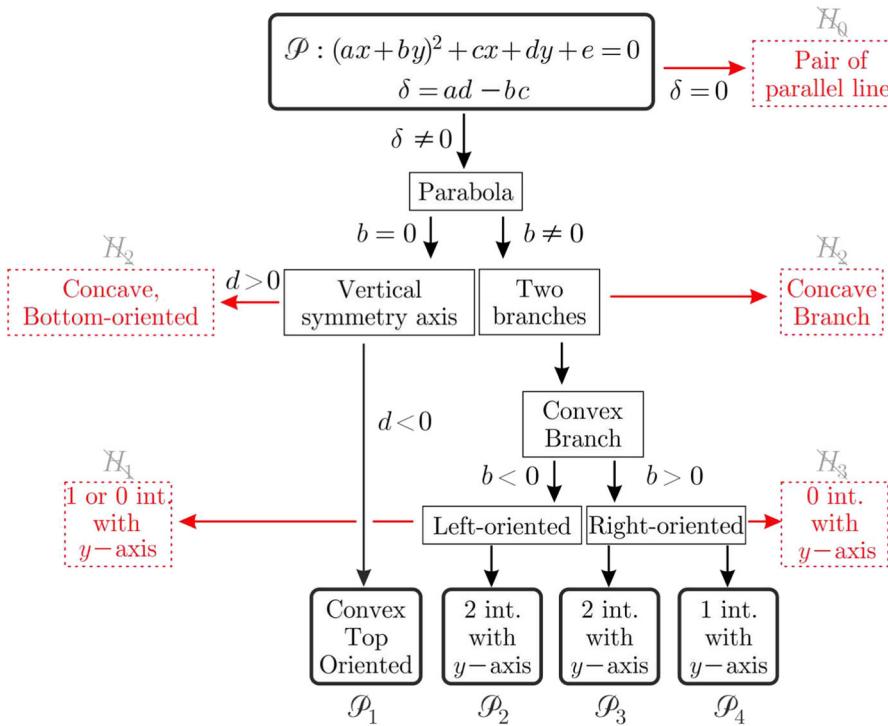 𝒫 : (ax+by)²+cx+dy+e=0
δ=ad−bc
δ=0
H₀
Pair of
parallel line
δ≠0
Parabola
b=0
b≠0
H₂
d>0
Concave,
Bottom-oriented
Vertical
symmetry axis
Two
branches
H₂
Concave
Branch
d<0
Convex
Branch
b<0
b>0
H₁
1 or 0 int.
with
y−axis
Left-oriented
Right-oriented
H₃
0 int.
with
y−axis
Convex
Top
Oriented
2 int.
with
y−axis
2 int.
with
y−axis
1 int.
with
y−axis
𝒫₁
𝒫₂
𝒫₃
𝒫₄